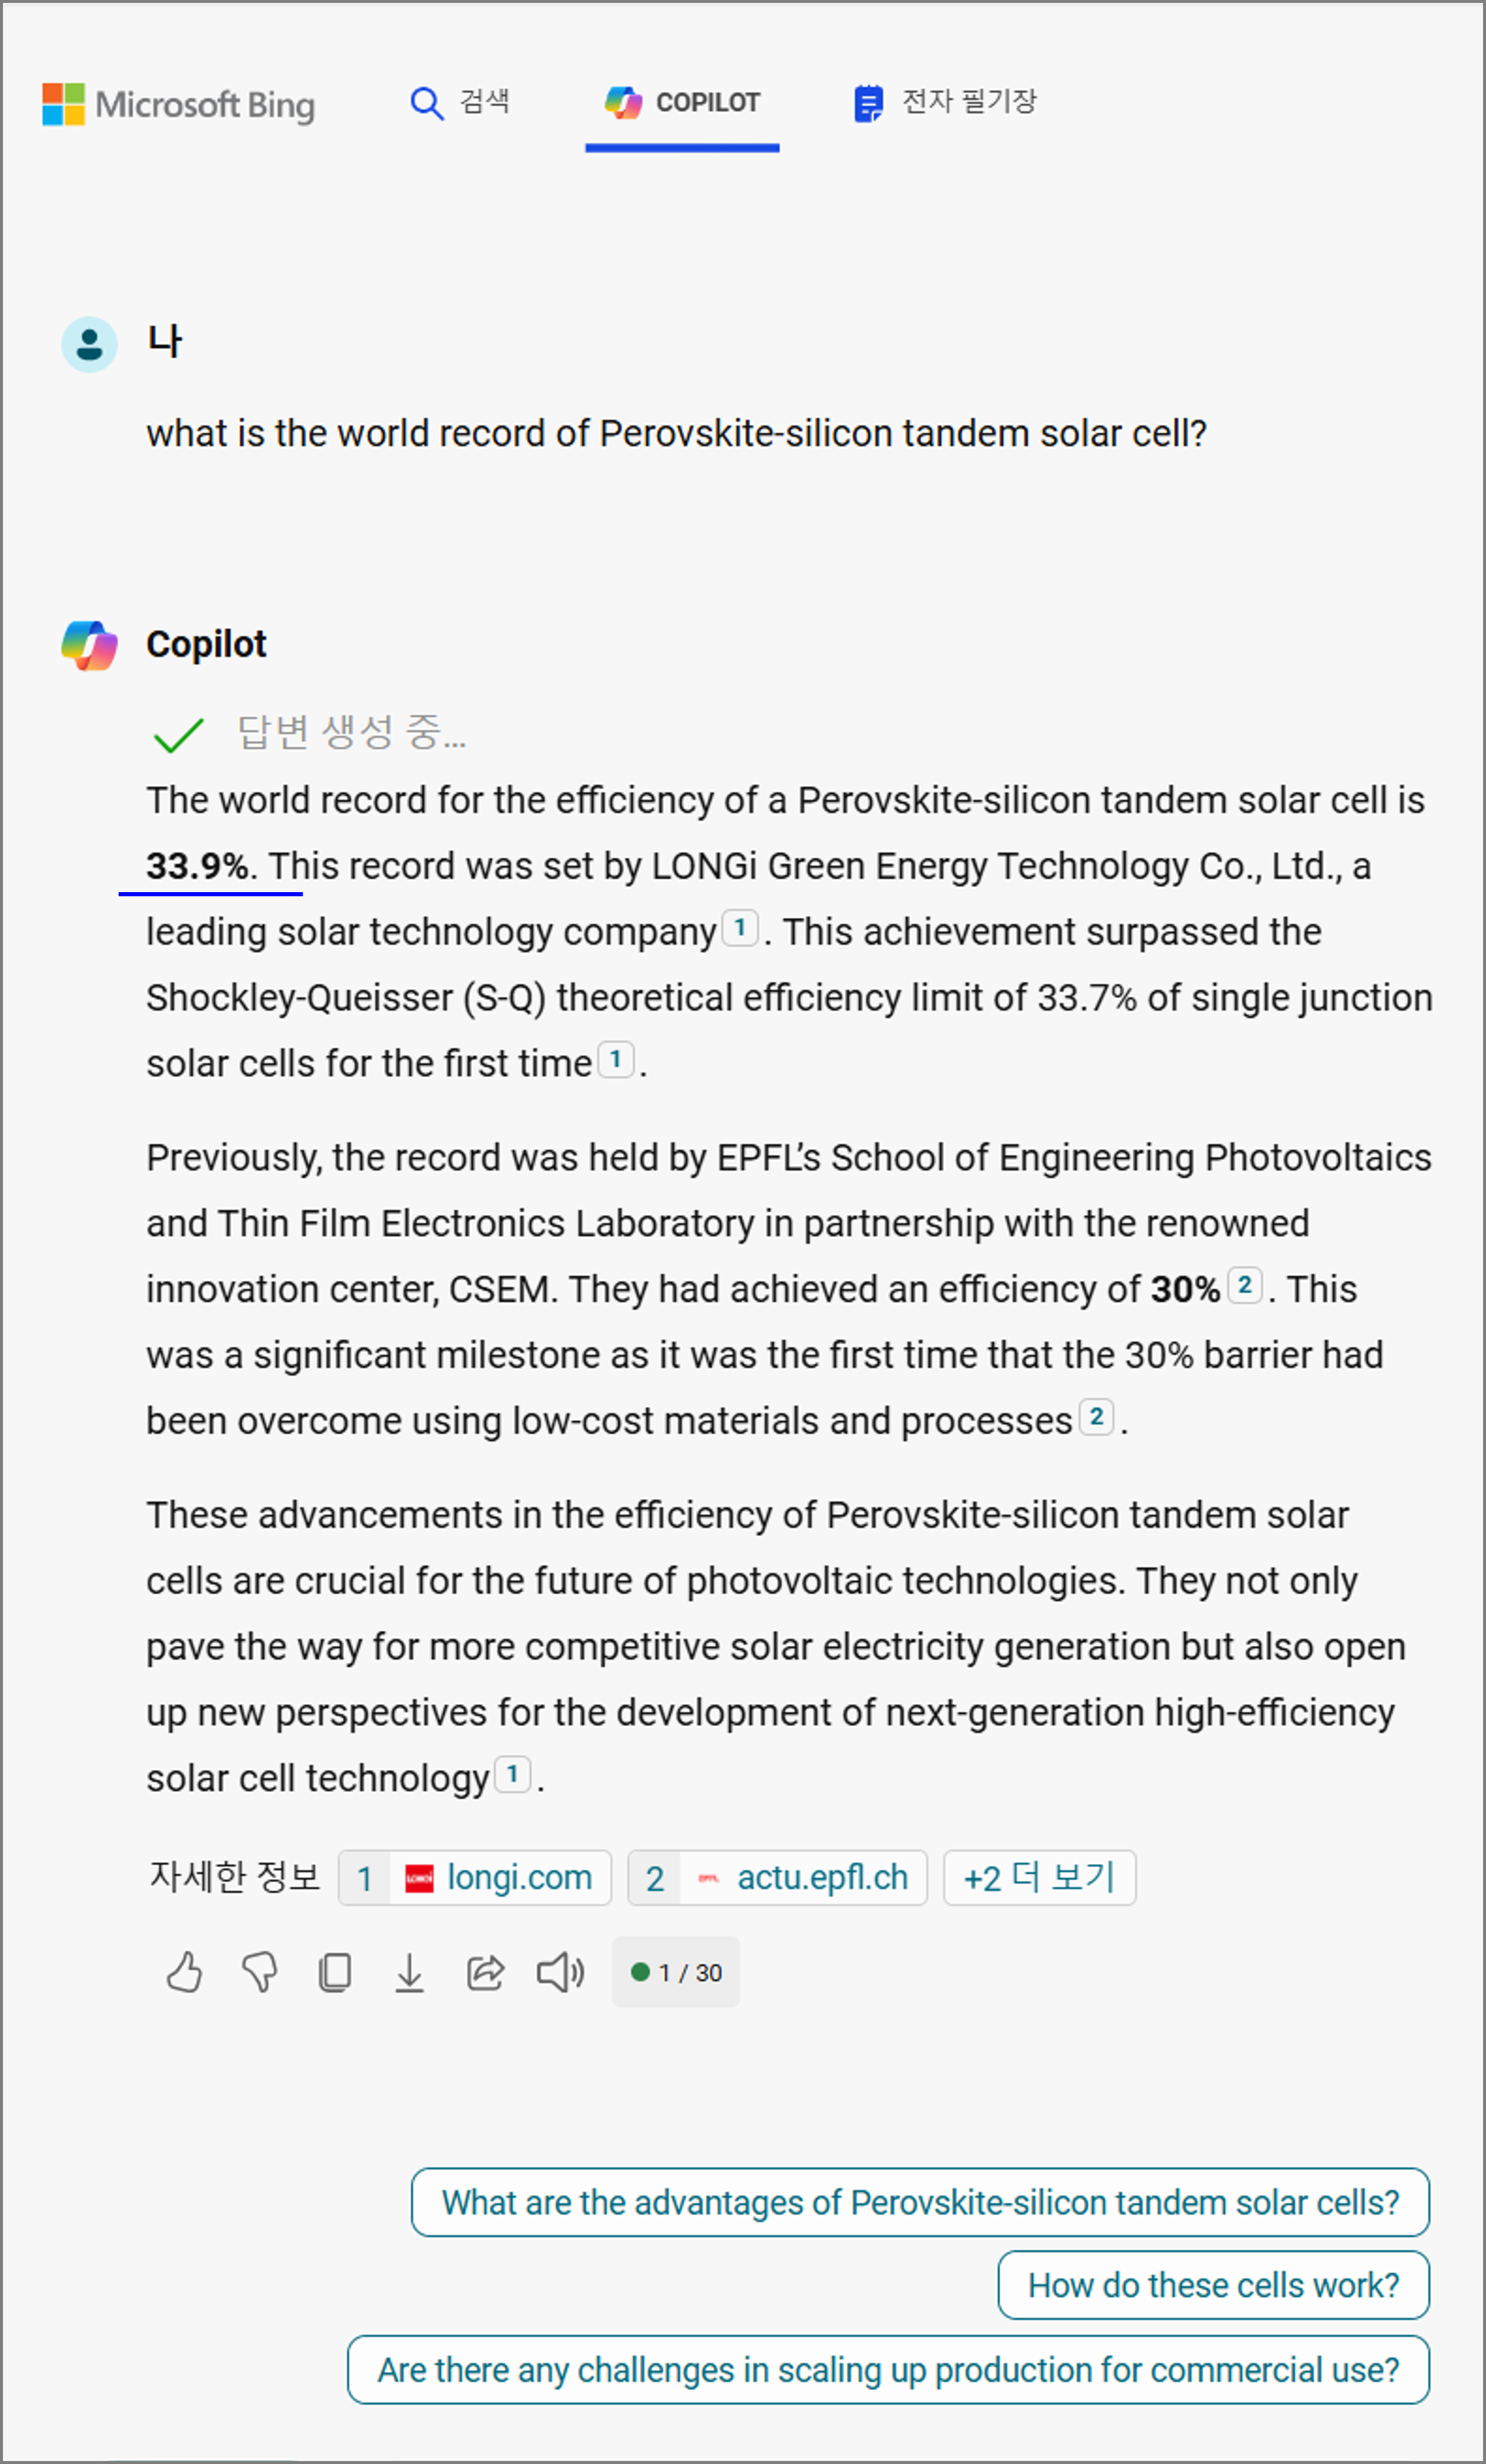 Microsoft Bing 검색 COPILOT 전자 필기장
나
what is the world record of Perovskite-silicon tandem solar cell?
Copilot
답변 생성 중...
The world record for the efficiency of a Perovskite-silicon tandem solar cell is
33.9%. This record was set by LONGi Green Energy Technology Co., Ltd., a
leading solar technology company 1 . This achievement surpassed the
Shockley-Queisser (S-Q) theoretical efficiency limit of 33.7% of single junction
solar cells for the first time 1 .
Previously, the record was held by EPFL’s School of Engineering Photovoltaics
and Thin Film Electronics Laboratory in partnership with the renowned
innovation center, CSEM. They had achieved an efficiency of 30% 2 . This
was a significant milestone as it was the first time that the 30% barrier had
been overcome using low-cost materials and processes 2 .
These advancements in the efficiency of Perovskite-silicon tandem solar
cells are crucial for the future of photovoltaic technologies. They not only
pave the way for more competitive solar electricity generation but also open
up new perspectives for the development of next-generation high-efficiency
solar cell technology 1 .
자세한 정보 1 LONGi longi.com 2 EPFL actu.epfl.ch +2 더 보기
1 / 30
What are the advantages of Perovskite-silicon tandem solar cells?
How do these cells work?
Are there any challenges in scaling up production for commercial use?